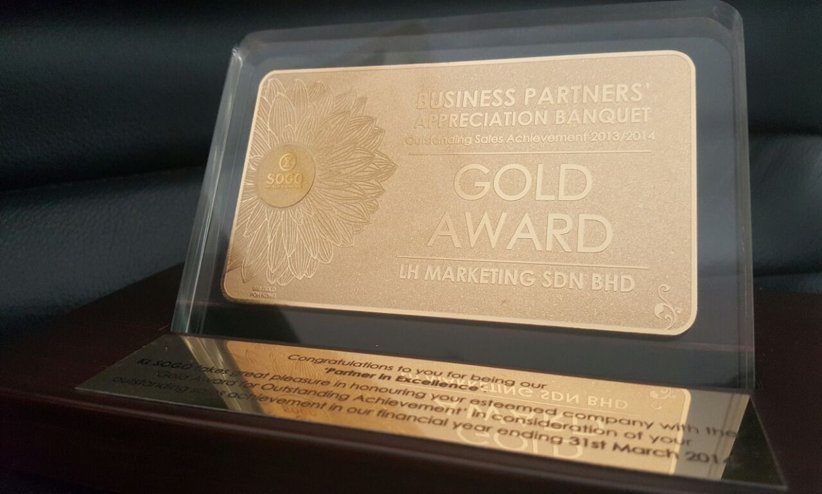 BUSINESS PARTNERS'
APPRECIATION BANQUET
Outstanding Sales Achievement 2013/2014
GOLD
AWARD
LH MARKETING SDN BHD
SOGO
Congratulations to you for being our
"Partner in Excellence"
KL SOGO takes great pleasure in honouring your esteemed company with the
"Gold Award for Outstanding Achievement" in consideration of your
outstanding sales achievement in our financial year ending 31st March 2014